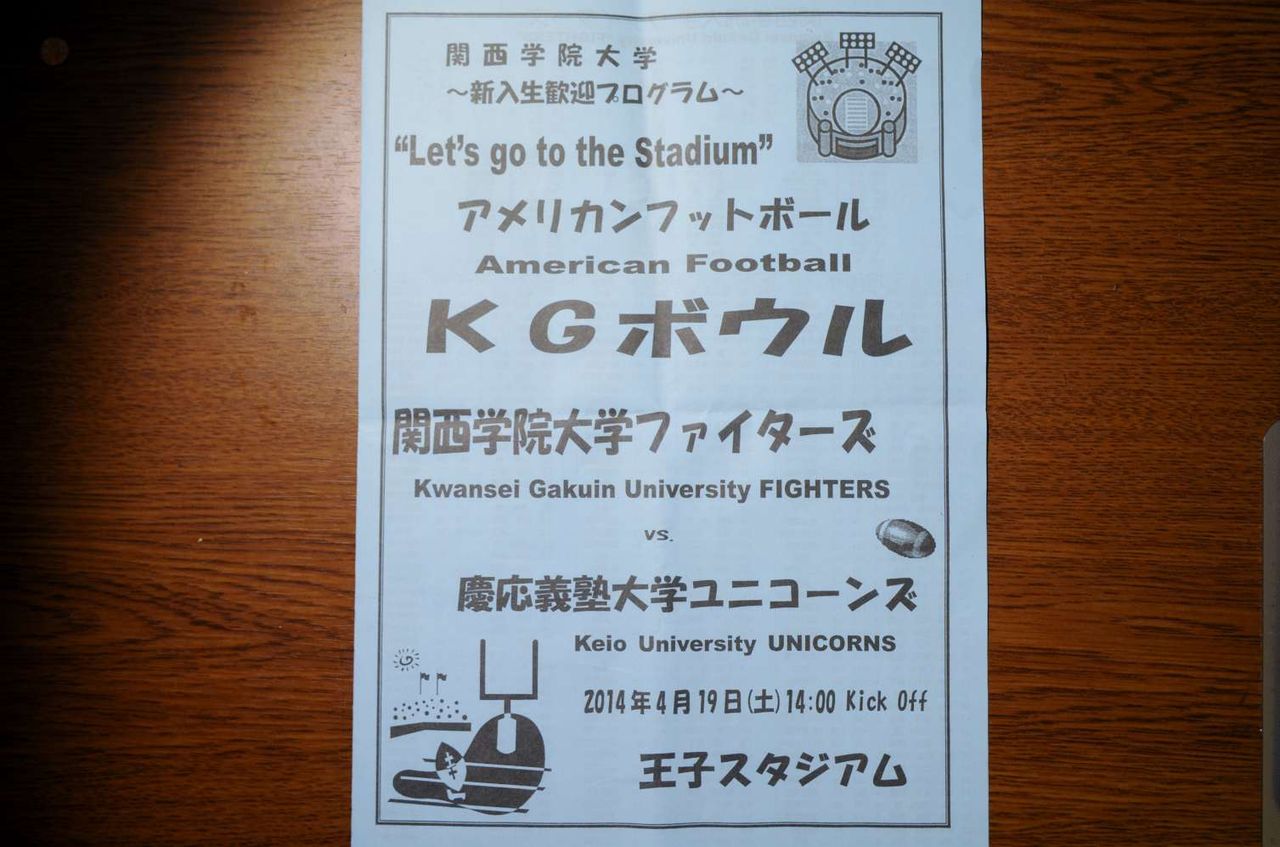 関西学院大学
～新入生歓迎プログラム～
“Let’s go to the Stadium”
アメリカンフットボール
American Football
ＫＧボウル
関西学院大学ファイターズ
Kwansei Gakuin University FIGHTERS
vs.
慶応義塾大学ユニコーンズ
Keio University UNICORNS
2014年4月19日(土)14:00 Kick Off
王子スタジアム